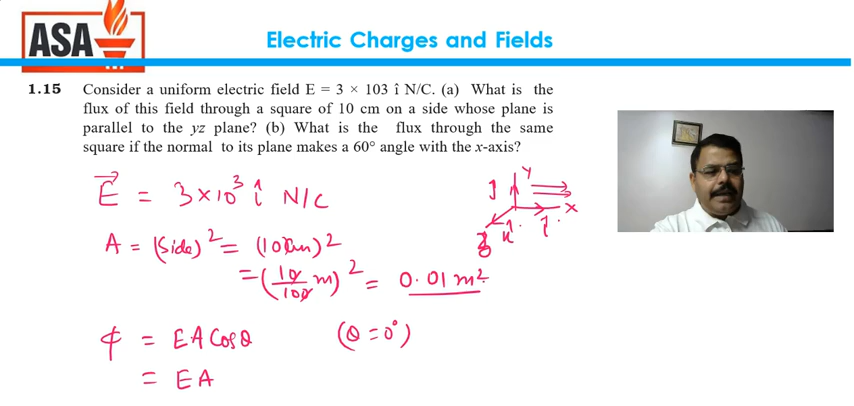 ASA
Electric Charges and Fields
1.15 Consider a uniform electric field E = 3 × 103 î N/C. (a) What is the
flux of this field through a square of 10 cm on a side whose plane is
parallel to the yz plane? (b) What is the flux through the same
square if the normal to its plane makes a 60° angle with the x-axis?
E⃗ = 3×10³ î N/C
Y
X
A = (Side)² = (10cm)²
= (10/100 m)² = 0.01 m²
ϕ = EA Cosθ (θ = 0°)
= EA